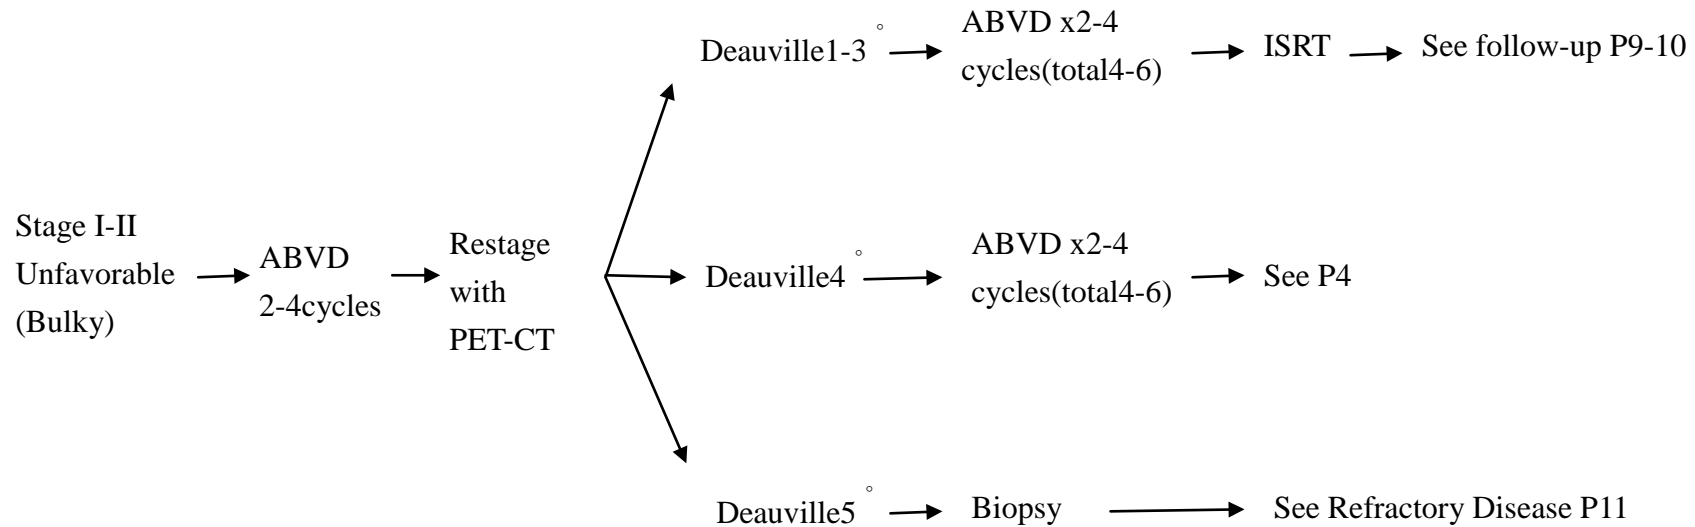 Stage I-II
Unfavorable
(Bulky)
ABVD
2-4cycles
Restage
with
PET-CT
Deauville1-3°
ABVD x2-4
cycles(total4-6)
ISRT
See follow-up P9-10
Deauville4°
ABVD x2-4
cycles(total4-6)
See P4
Deauville5°
Biopsy
See Refractory Disease P11